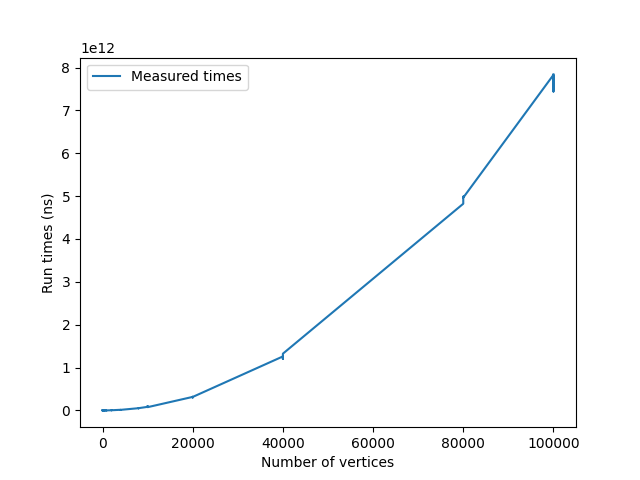 1e12
Measured times
8
7
6
5
4
3
2
1
0
Run times (ns)
0 20000 40000 60000 80000 100000
Number of vertices